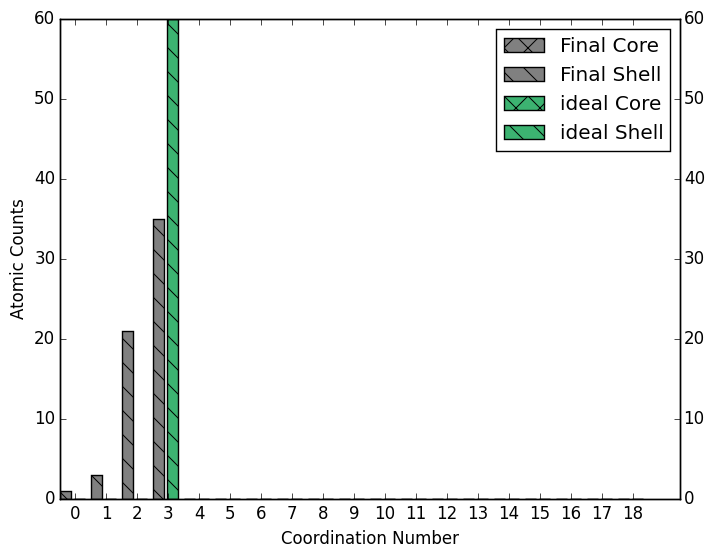 60
50
40
30
20
10
0
Atomic Counts
60
50
40
30
20
10
0
Final Core
Final Shell
ideal Core
ideal Shell
0 1 2 3 4 5 6 7 8 9 10 11 12 13 14 15 16 17 18
Coordination Number